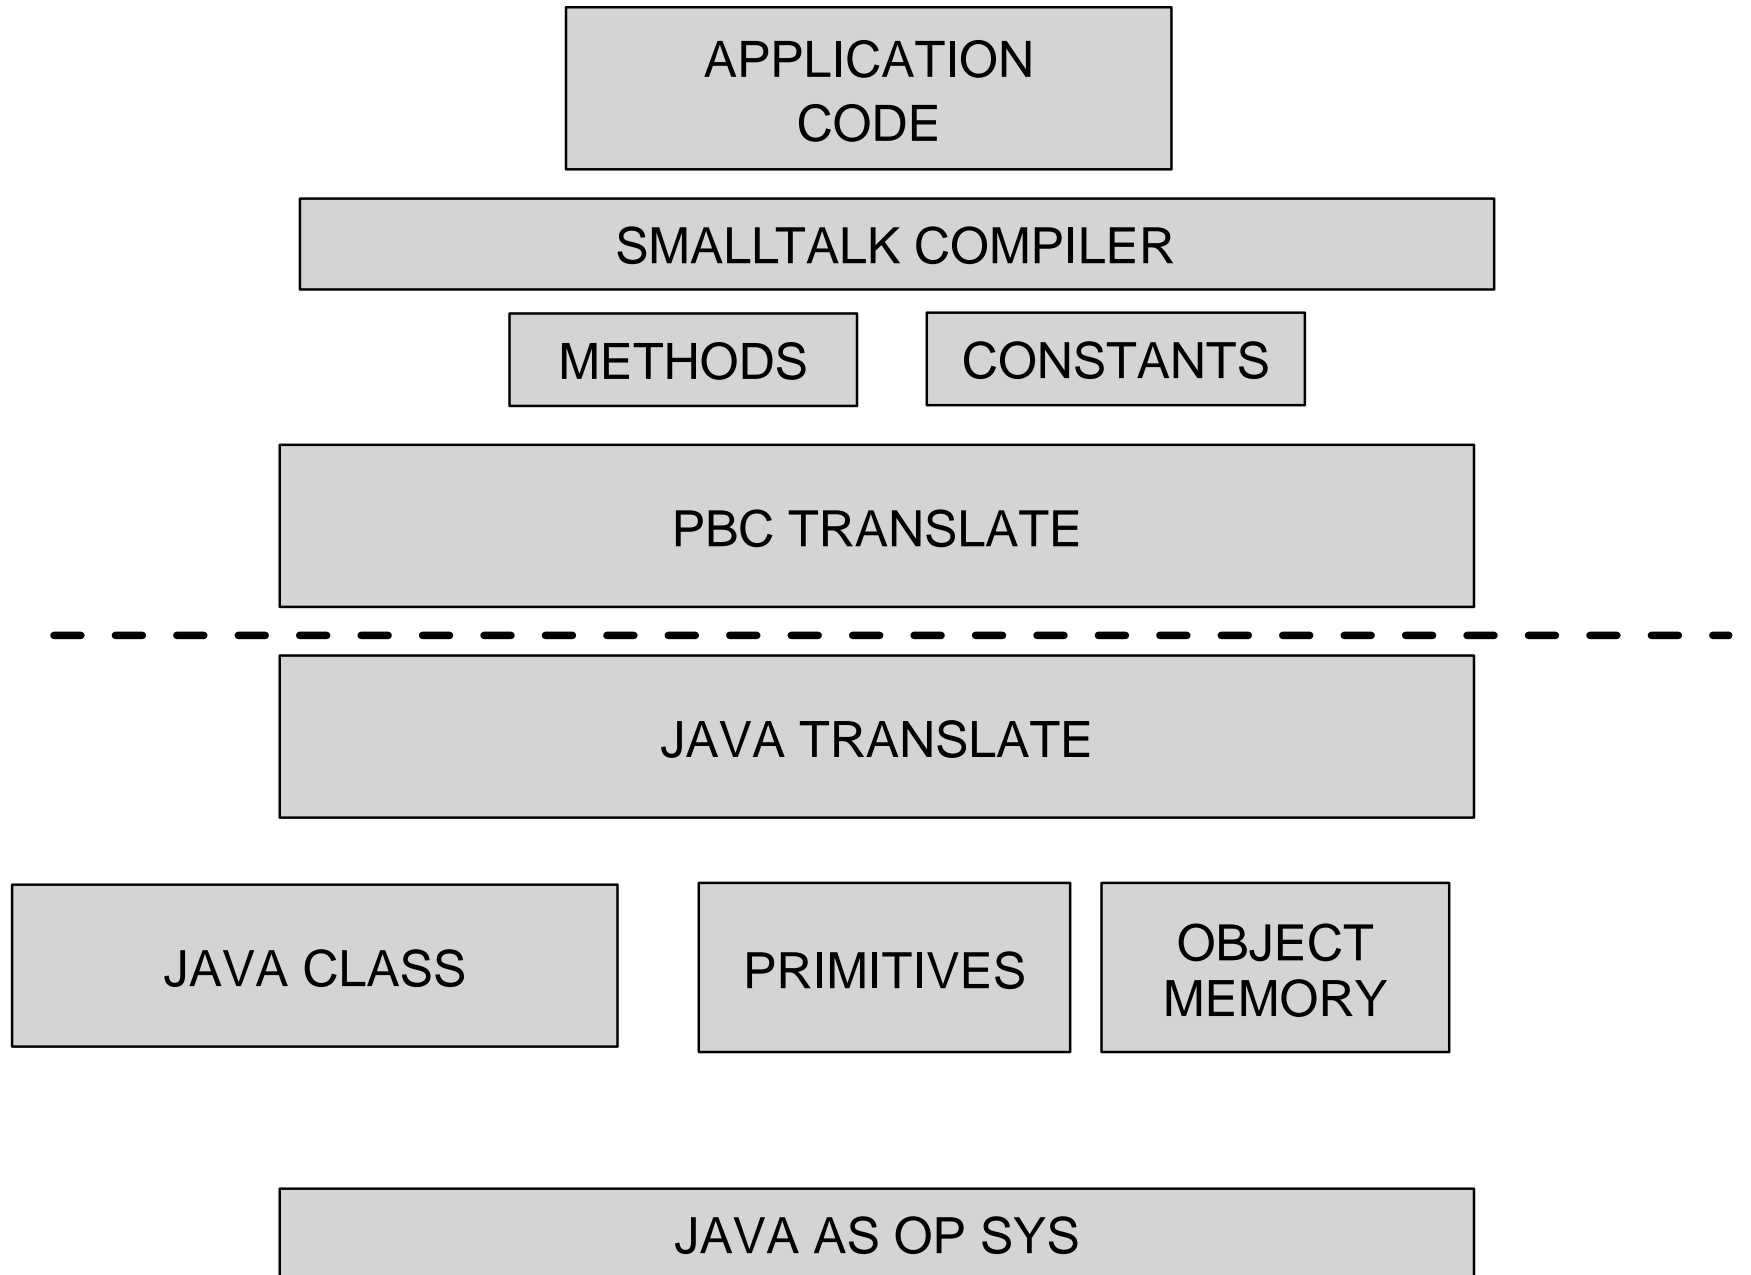 APPLICATION
CODE
SMALLTALK COMPILER
METHODS
CONSTANTS
PBC TRANSLATE
JAVA TRANSLATE
JAVA CLASS
PRIMITIVES
OBJECT
MEMORY
JAVA AS OP SYS